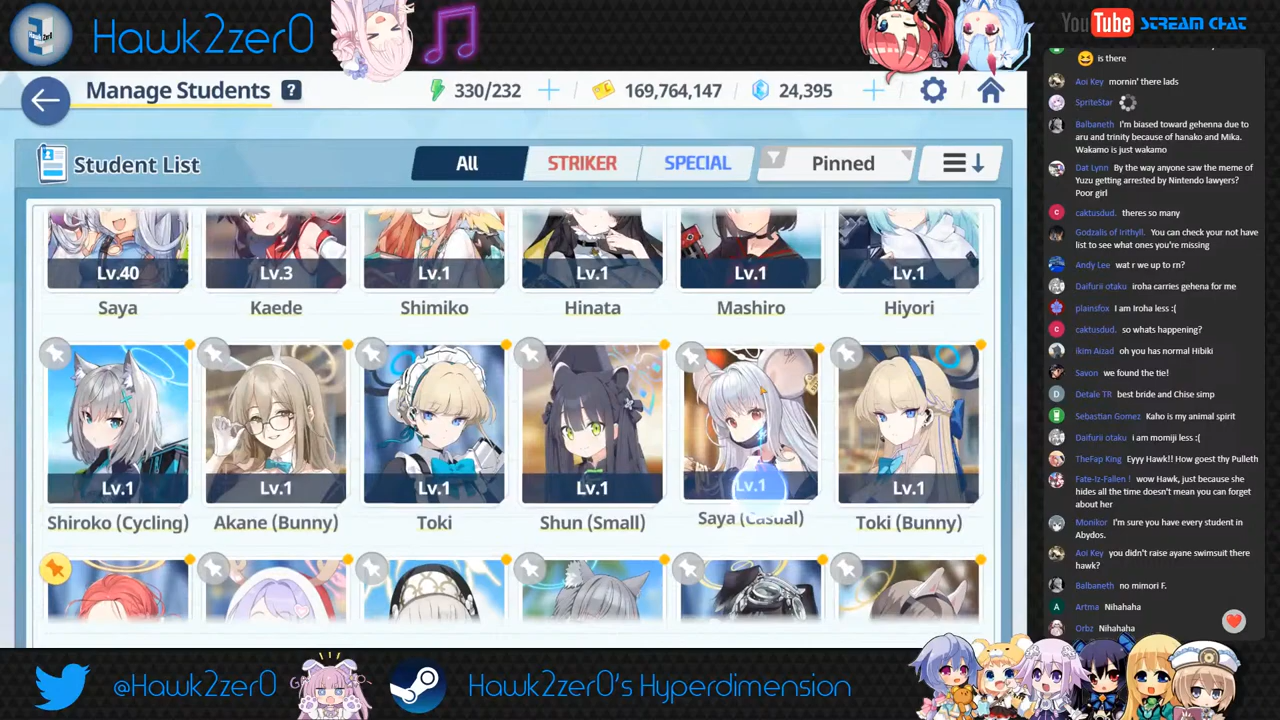 Hawk2zer0
YouTube STREAM CHAT
Manage Students ?
330/232
169,764,147
24,395
Student List
All
STRIKER
SPECIAL
Pinned
Lv.40
Lv.3
Lv.1
Lv.1
Lv.1
Lv.1
Saya
Kaede
Shimiko
Hinata
Mashiro
Hiyori
Lv.1
Lv.1
Lv.1
Lv.1
Lv.1
Lv.1
Shiroko (Cycling)
Akane (Bunny)
Toki
Shun (Small)
Saya (Casual)
Toki (Bunny)
is there
Aoi Key mornin' there lads
SpriteStar
Balbaneth I'm biased toward gehenna due to
aru and trinity because of hanako and Mika.
Wakamo is just wakamo
Dat Lynn By the way anyone saw the meme of
Yuzu getting arrested by Nintendo lawyers?
Poor girl
caktusdud. theres so many
Godzalis of Irithyll. You can check your not have
list to see what ones you're missing
Andy Lee wat r we up to rn?
Daifurii otaku iroha carries gehena for me
plainsfox I am Iroha less :(
caktusdud. so whats happening?
Ikim Aizad oh you has normal Hibiki
Savon we found the tie!
Detale TR best bride and Chise simp
Sebastian Gomez Kaho is my animal spirit
Daifurii otaku i am momiji less :(
TheFap King Eyyy Hawk!! How goest thy Pulleth
Fate-Iz-Fallen ! wow Hawk, just because she
hides all the time doesn't mean you can forget
about her
Monikor I'm sure you have every student in
Abydos.
Aoi Key you didn't raise ayane swimsuit there
hawk?
Balbaneth no mimori F.
Artma Nihahaha
Orbz Nihahaha
@Hawk2zer0
Hawk2zer0's Hyperdimension